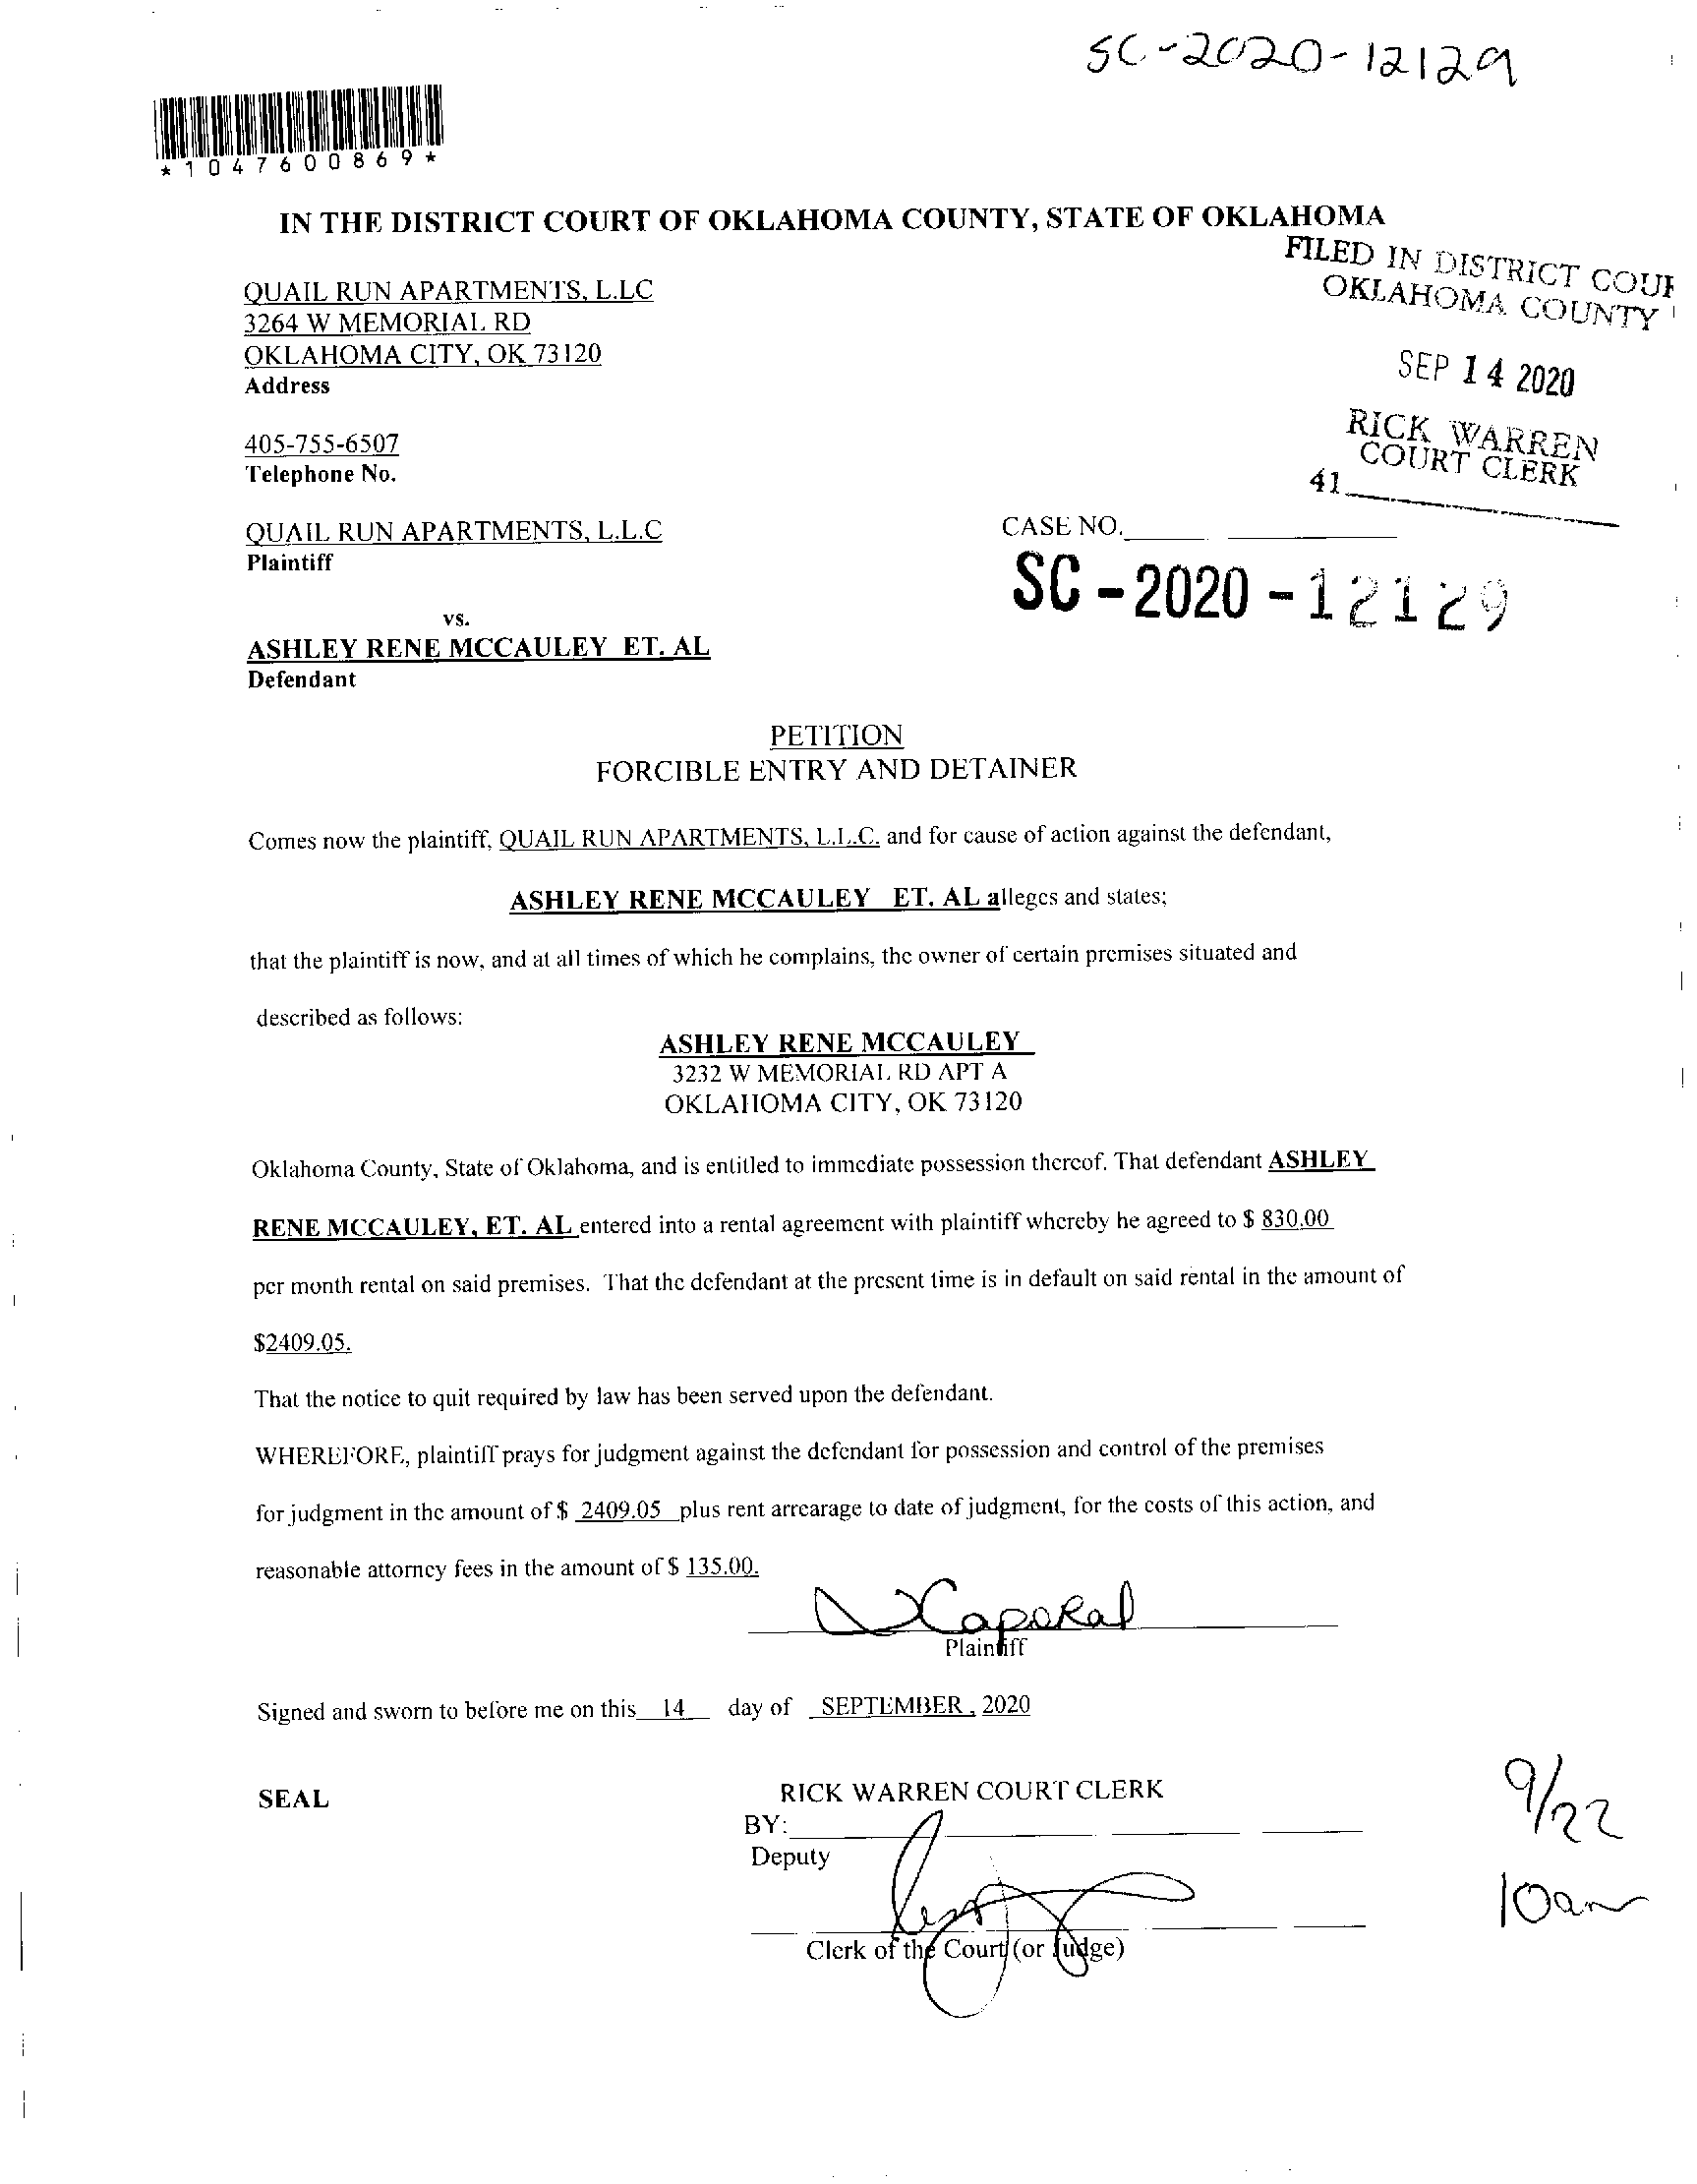 SC-2020-12129
*1047600869*
IN THE DISTRICT COURT OF OKLAHOMA COUNTY, STATE OF OKLAHOMA
FILED IN DISTRICT COUR
OKLAHOMA COUNTY
QUAIL RUN APARTMENTS, L.LC
3264 W MEMORIAL RD
OKLAHOMA CITY, OK 73120
Address
SEP 14 2020
RICK WARREN
COURT CLERK
41
405-755-6507
Telephone No.
QUAIL RUN APARTMENTS, L.L.C
Plaintiff
CASE NO.
SC-2020-12129
vs.
ASHLEY RENE MCCAULEY ET. AL
Defendant
PETITION
FORCIBLE ENTRY AND DETAINER
Comes now the plaintiff, QUAIL RUN APARTMENTS, L.L.C. and for cause of action against the defendant,
ASHLEY RENE MCCAULEY ET. AL alleges and states;
that the plaintiff is now, and at all times of which he complains, the owner of certain premises situated and
described as follows:
ASHLEY RENE MCCAULEY
3232 W MEMORIAL RD APT A
OKLAHOMA CITY, OK 73120
Oklahoma County, State of Oklahoma, and is entitled to immediate possession thereof. That defendant ASHLEY
RENE MCCAULEY, ET. AL entered into a rental agreement with plaintiff whereby he agreed to $ 830.00
per month rental on said premises. That the defendant at the present time is in default on said rental in the amount of
$2409.05.
That the notice to quit required by law has been served upon the defendant.
WHEREFORE, plaintiff prays for judgment against the defendant for possession and control of the premises
for judgment in the amount of $ 2409.05 plus rent arrearage to date of judgment, for the costs of this action, and
reasonable attorney fees in the amount of $ 135.00.
Plaintiff
Signed and sworn to before me on this 14 day of SEPTEMBER, 2020
SEAL
RICK WARREN COURT CLERK
BY:
Deputy
Clerk of the Court (or Judge)
9/22
10am